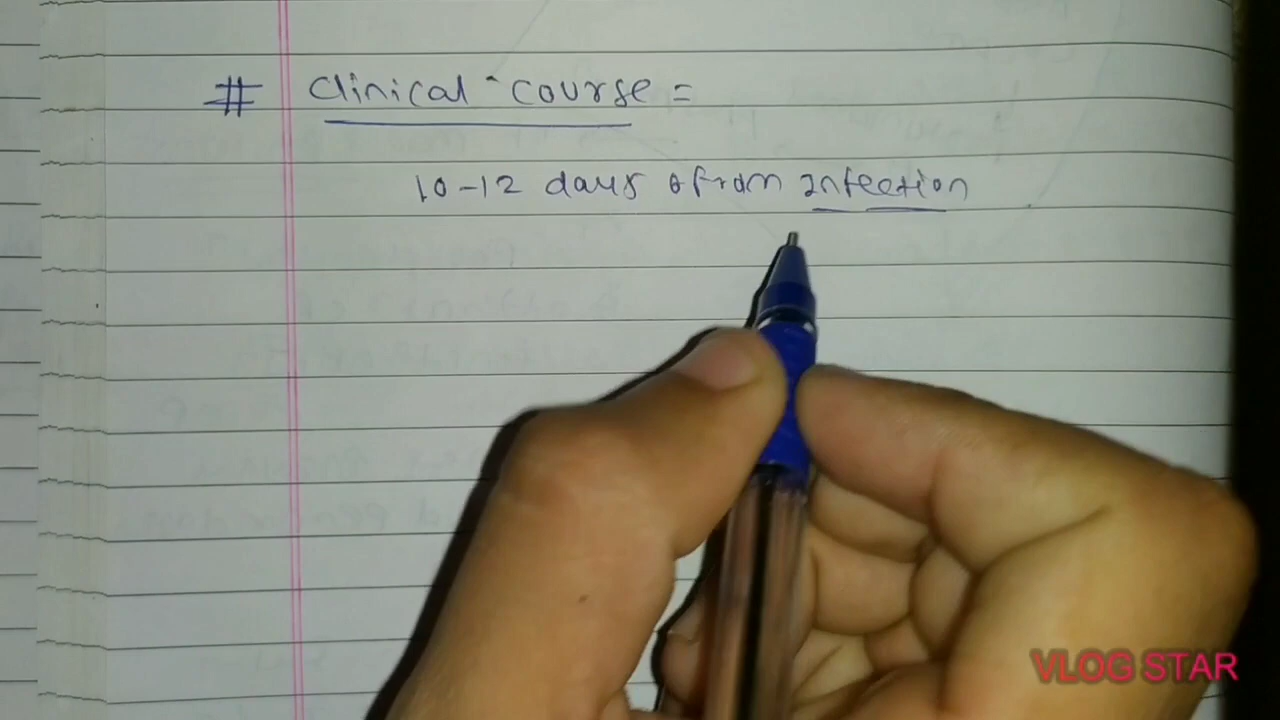 # Clinical course =
10-12 days from infection
VLOG STAR